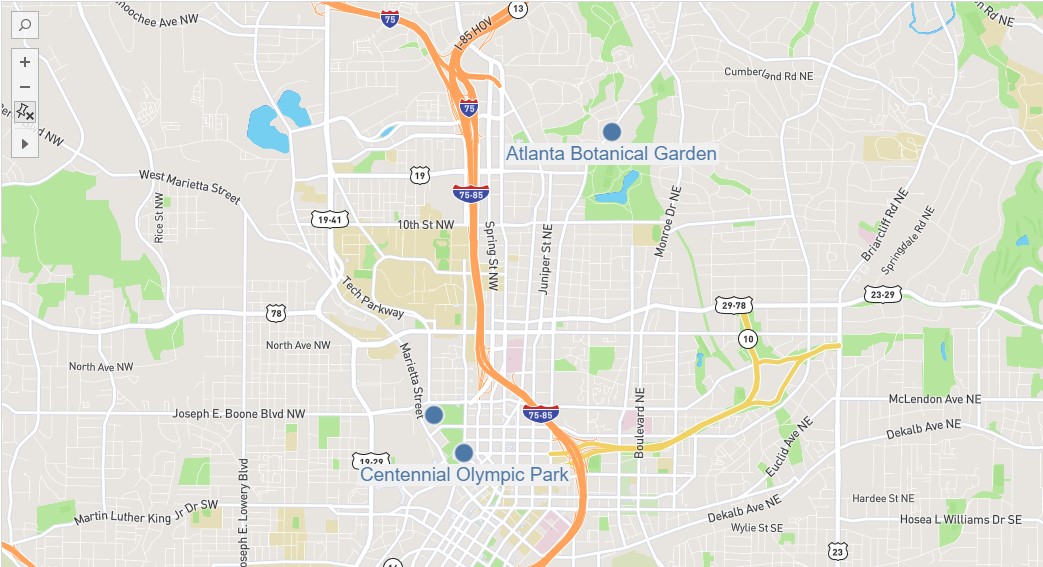 hoochee Ave NW
75
I-85 HOV
13
Rd NE
Cumberland Rd NE
75
Atlanta Botanical Garden
19
West Marietta Street
75-85
Rice St NW
19-41
10th St NW
Spring St NW
Juniper St NE
Monroe Dr NE
Briarcliff Rd NE
Springdale Rd NE
Tech Parkway
78
29-78
23-29
10
North Ave NW
North Ave NW
Marietta Street
Joseph E. Boone Blvd NW
75-85
Boulevard NE
McLendon Ave NE
Dekalb Ave NE
Euclid Ave NE
19-29
Centennial Olympic Park
Joseph E. Lowery Blvd
Martin Luther King Jr Dr SW
Dekalb Ave NE
Wylie St SE
Hardee St NE
Hosea L Williams Dr SE
23